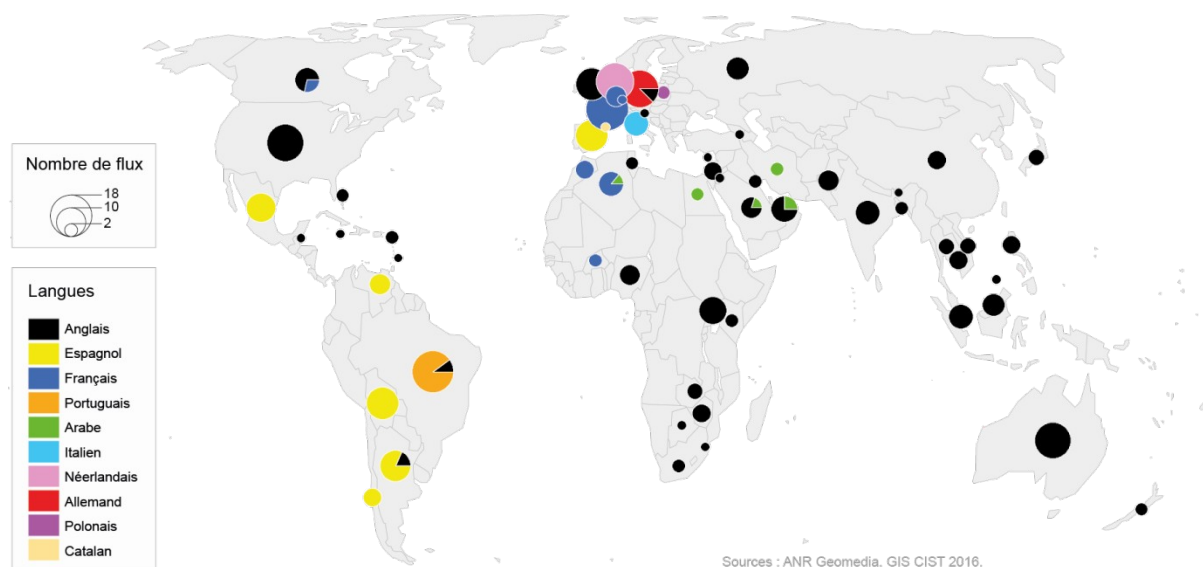 Nombre de flux
18
10
2
Langues
Anglais
Espagnol
Français
Portuguais
Arabe
Italien
Néerlandais
Allemand
Polonais
Catalan
Sources : ANR Geomedia. GIS CIST 2016.